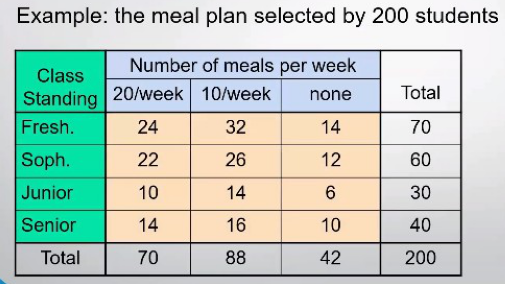 Example: the meal plan selected by 200 students
Class Standing Number of meals per week
20/week 10/week none Total
Fresh. 24 32 14 70
Soph. 22 26 12 60
Junior 10 14 6 30
Senior 14 16 10 40
Total 70 88 42 200